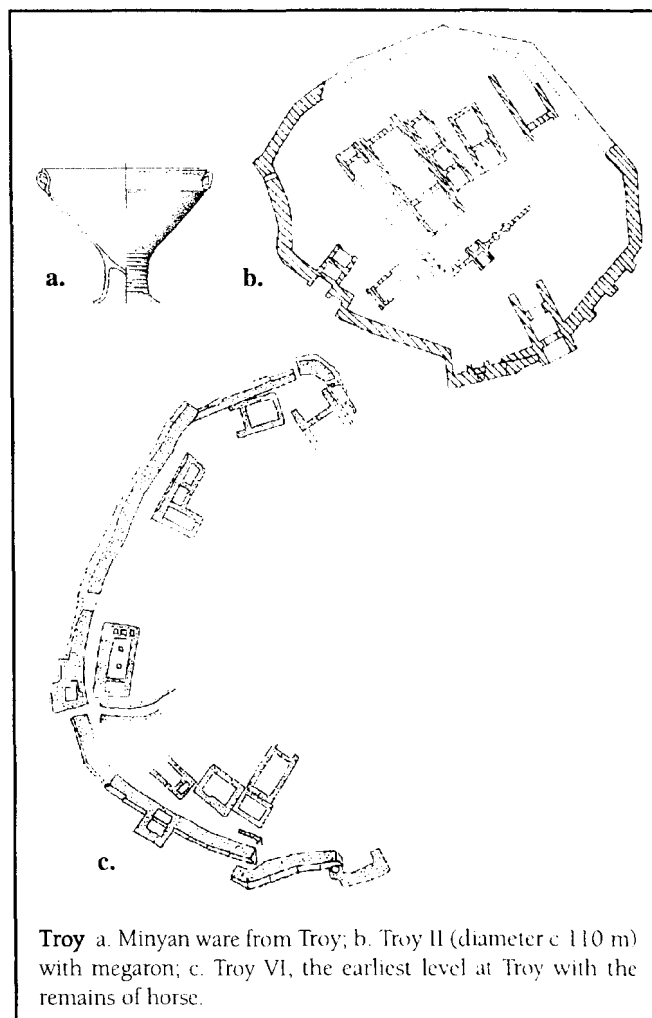 a.
b.
c.
Troy a. Minyan ware from Troy; b. Troy II (diameter c 110 m)
with megaron; c. Troy VI, the earliest level at Troy with the
remains of horse.